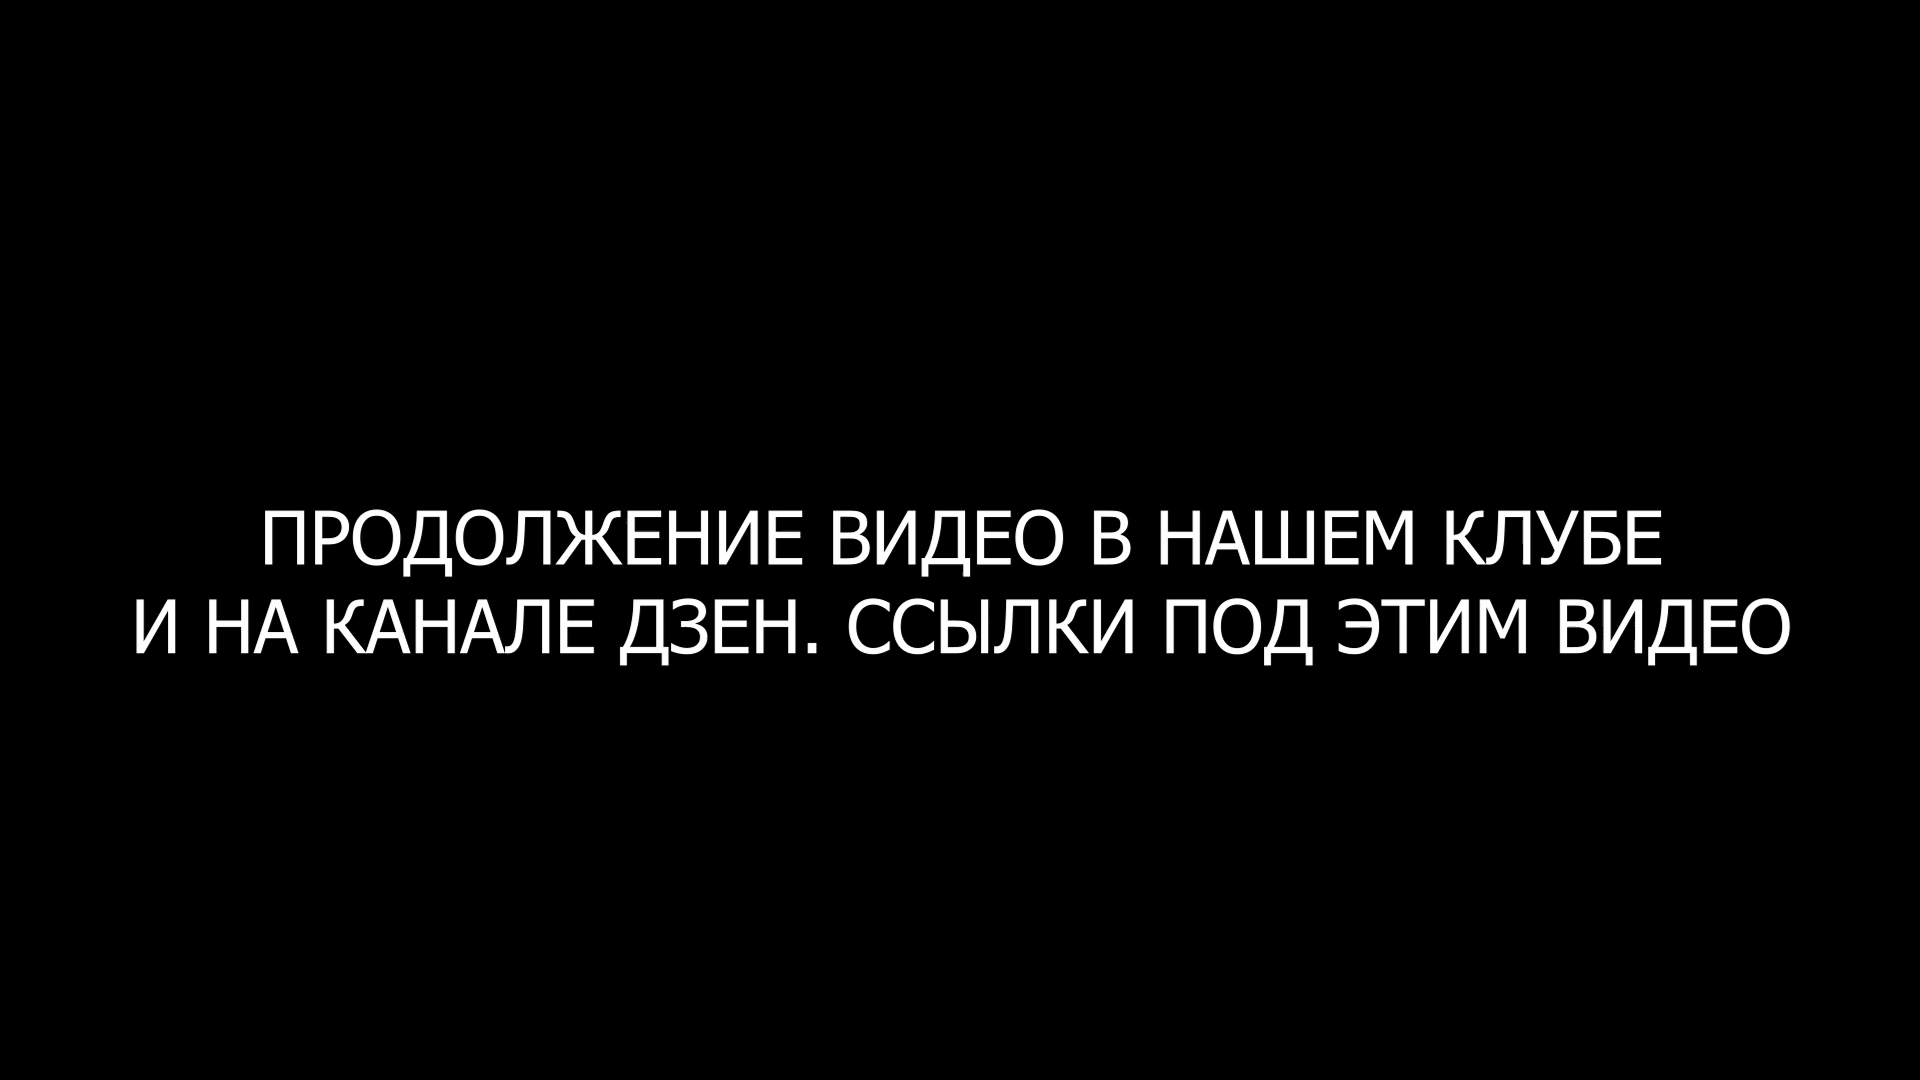 ПРОДОЛЖЕНИЕ ВИДЕО В НАШЕМ КЛУБЕ
И НА КАНАЛЕ ДЗЕН. ССЫЛКИ ПОД ЭТИМ ВИДЕО